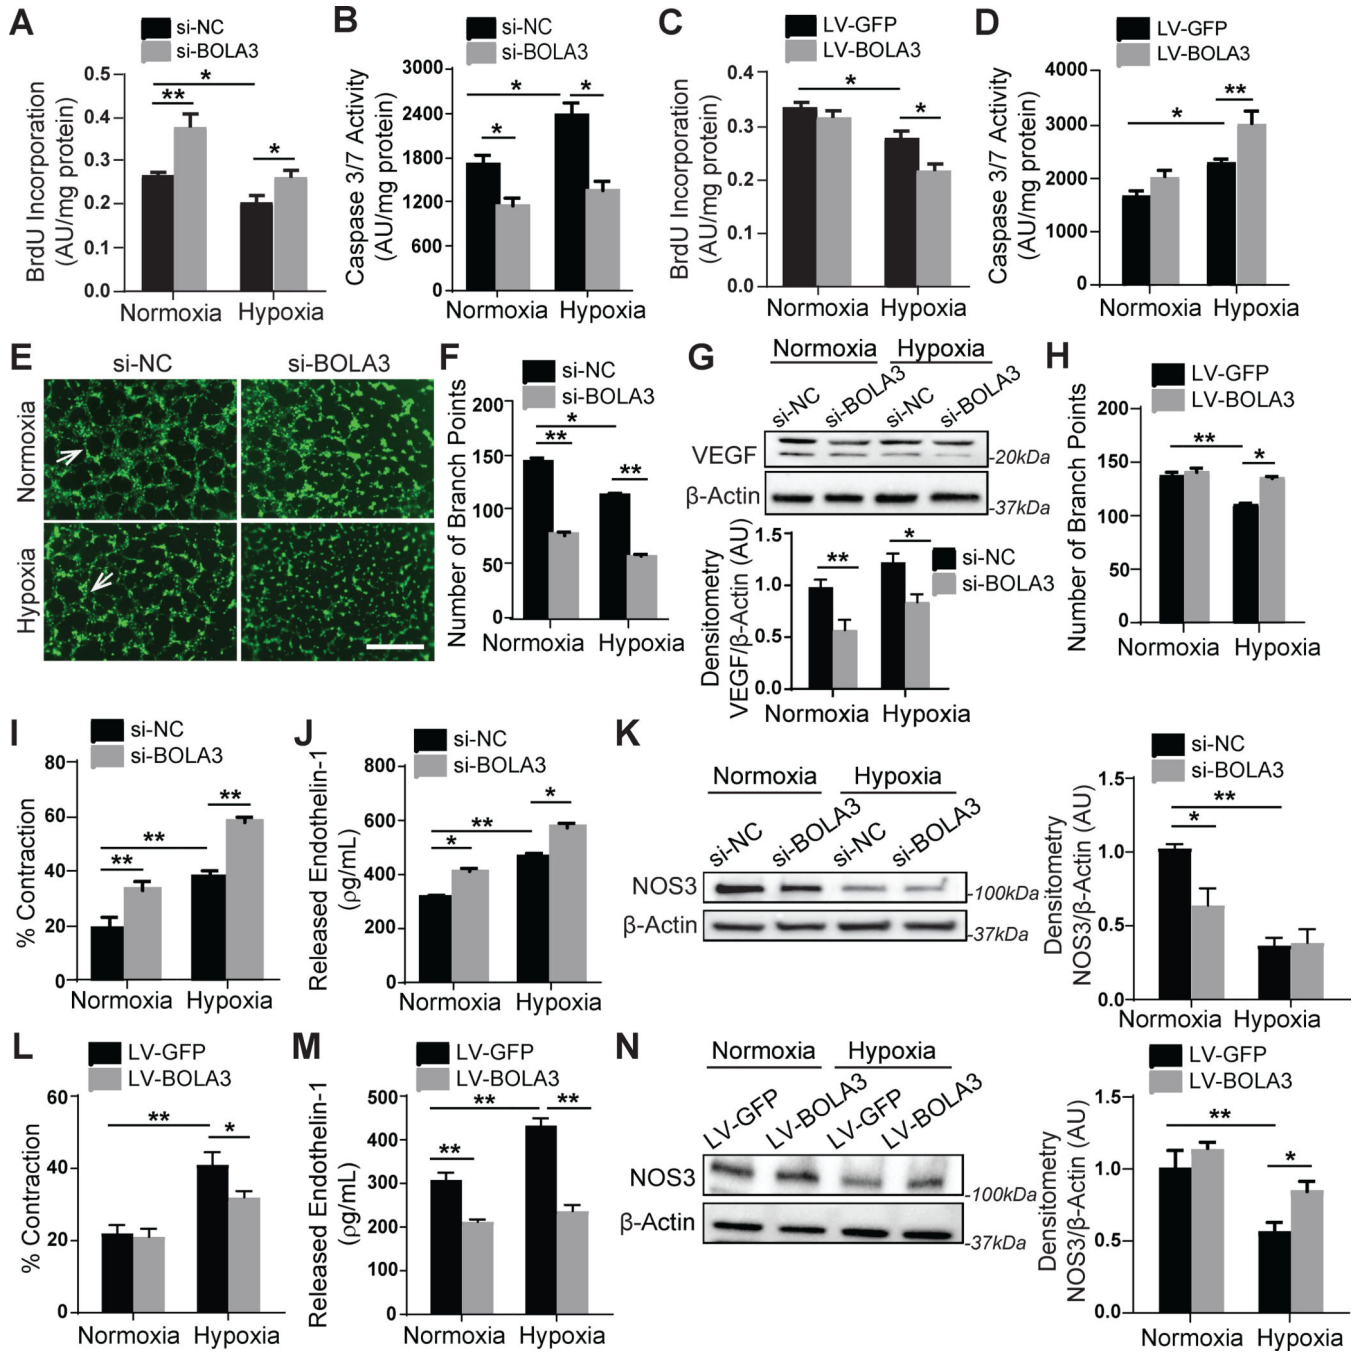 A
si-NC
si-BOLA3
BrdU Incorporation
(AU/mg protein)
0.5
0.4
0.3
0.2
0.1
0.0
*
**
*
Normoxia
Hypoxia
B
si-NC
si-BOLA3
Caspase 3/7 Activity
(AU/mg protein)
3000
2400
1800
1200
600
0
*
*
*
Normoxia
Hypoxia
C
LV-GFP
LV-BOLA3
BrdU Incorporation
(AU/mg protein)
0.4
0.3
0.3
0.1
0.0
*
*
Normoxia
Hypoxia
D
LV-GFP
LV-BOLA3
Caspase 3/7 Activity
(AU/mg protein)
4000
3000
2000
1000
0
*
**
Normoxia
Hypoxia
E
si-NC
si-BOLA3
Normoxia
Hypoxia
F
si-NC
si-BOLA3
Number of Branch Points
200
150
100
50
0
*
**
**
Normoxia
Hypoxia
G
Normoxia
Hypoxia
si-NC
si-BOLA3
si-NC
si-BOLA3
VEGF
-20kDa
β-Actin
-37kDa
Densitometry
VEGF/β-Actin (AU)
1.5
1.0
0.5
0.0
**
*
si-NC
si-BOLA3
Normoxia
Hypoxia
H
LV-GFP
LV-BOLA3
Number of Branch Points
200
150
100
50
0
**
*
Normoxia
Hypoxia
I
si-NC
si-BOLA3
% Contraction
80
60
40
20
0
**
**
**
Normoxia
Hypoxia
J
si-NC
si-BOLA3
Released Endothelin-1
(ρg/mL)
800
600
400
200
0
**
*
*
Normoxia
Hypoxia
K
Normoxia
Hypoxia
si-NC
si-BOLA3
si-NC
si-BOLA3
NOS3
-100kDa
β-Actin
-37kDa
si-NC
si-BOLA3
Densitometry
NOS3/β-Actin (AU)
1.5
1.0
0.5
0.0
**
*
Normoxia
Hypoxia
L
LV-GFP
LV-BOLA3
% Contraction
60
40
20
0
**
*
Normoxia
Hypoxia
M
LV-GFP
LV-BOLA3
Released Endothelin-1
(ρg/mL)
500
400
300
200
100
0
**
**
**
Normoxia
Hypoxia
N
Normoxia
Hypoxia
LV-GFP
LV-BOLA3
LV-GFP
LV-BOLA3
NOS3
-100kDa
β-Actin
-37kDa
LV-GFP
LV-BOLA3
Densitometry
NOS3/β-Actin (AU)
1.5
1.0
0.5
0.0
**
*
Normoxia
Hypoxia